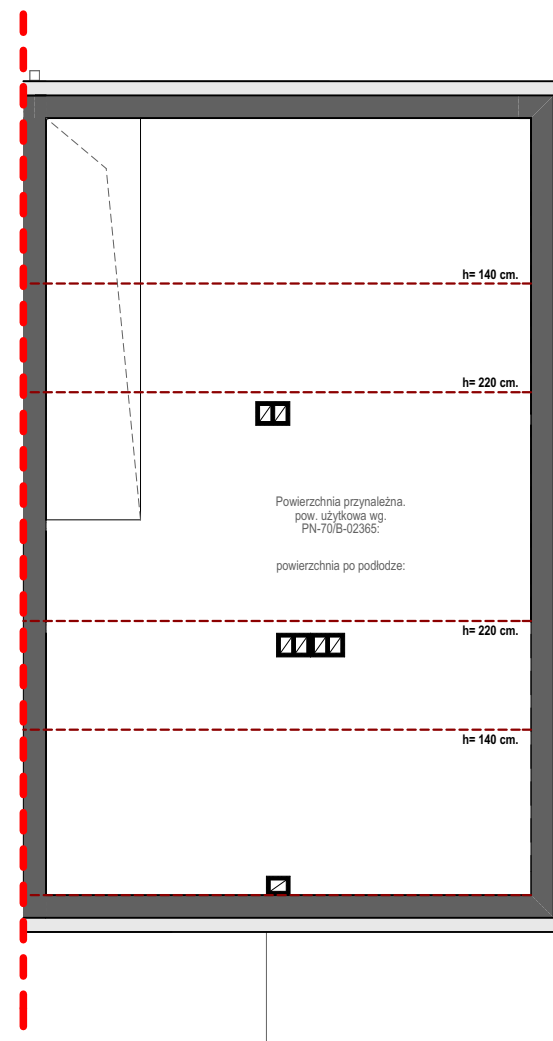 h= 140 cm.
h= 220 cm.
Powierzchnia przynależna.
pow. użytkowa wg.
PN-70/B-02365:
powierzchnia po podłodze:
h= 220 cm.
h= 140 cm.